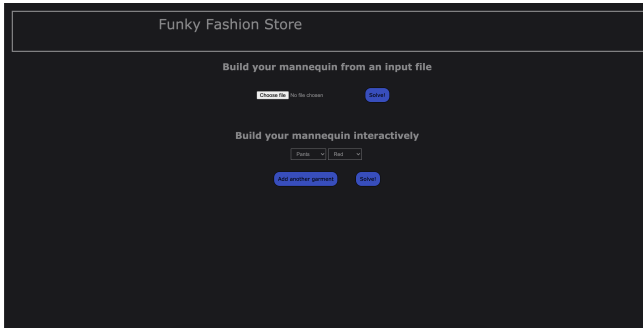 Funky Fashion Store
Build your mannequin from an input file
Choose file No file chosen Solve!
Build your mannequin interactively
Pants Red
Add another garment Solve!